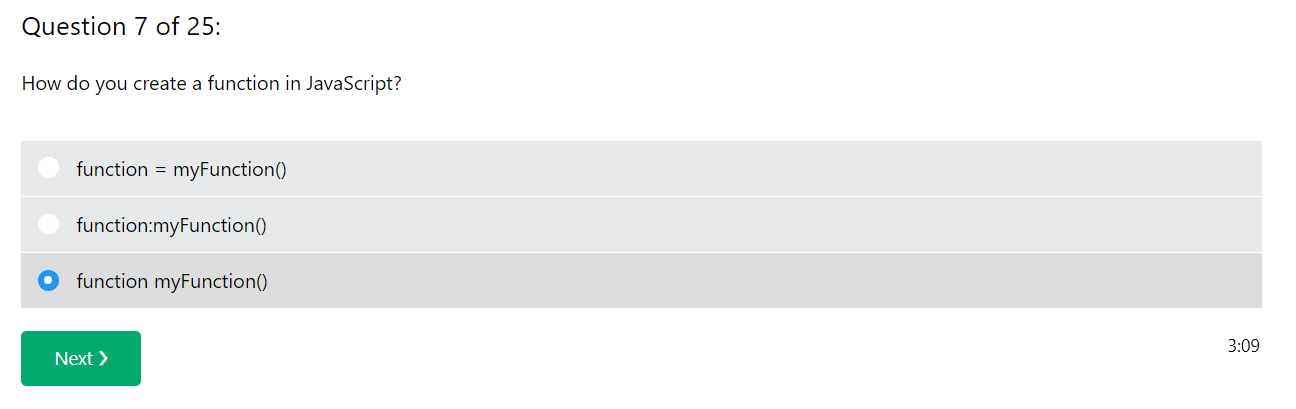 Question 7 of 25:
How do you create a function in JavaScript?
function = myFunction()
function:myFunction()
function myFunction()
Next ❯
3:09